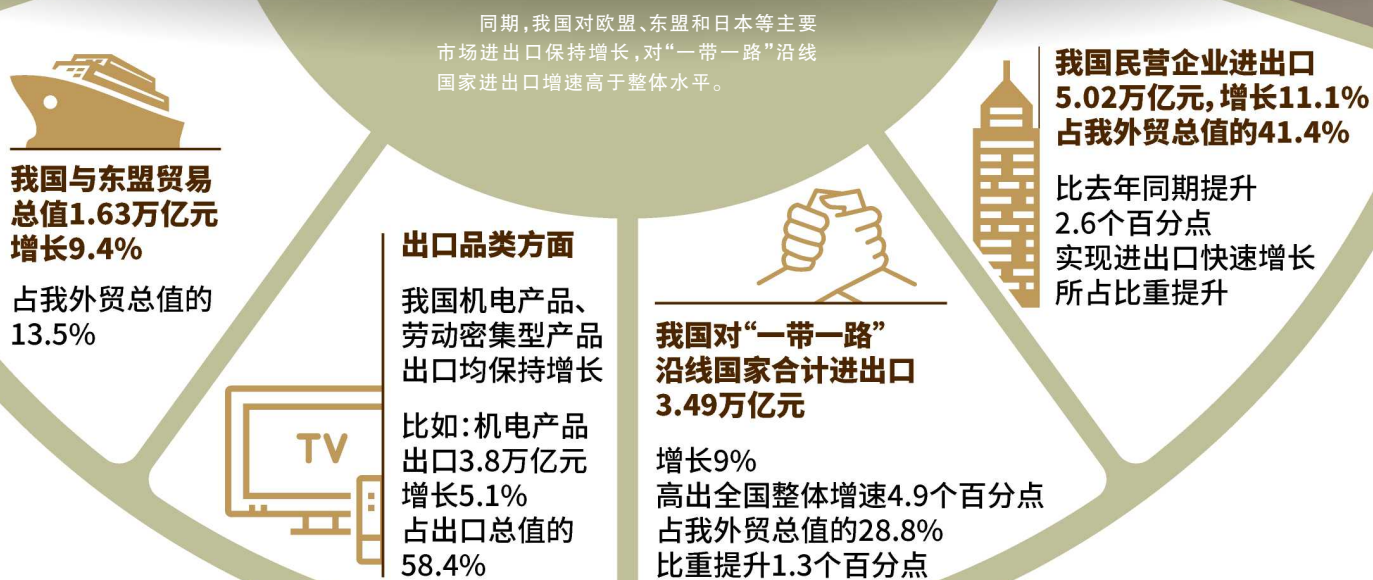 同期,我国对欧盟、东盟和日本等主要
市场进出口保持增长,对“一带一路”沿线
国家进出口增速高于整体水平。
我国与东盟贸易
总值1.63万亿元
增长9.4%
占我外贸总值的
13.5%
出口品类方面
我国机电产品、
劳动密集型产品
出口均保持增长
比如:机电产品
出口3.8万亿元
增长5.1%
占出口总值的
58.4%
TV
我国对“一带一路”
沿线国家合计进出口
3.49万亿元
增长9%
高出全国整体增速4.9个百分点
占我外贸总值的28.8%
比重提升1.3个百分点
我国民营企业进出口
5.02万亿元,增长11.1%
占我外贸总值的41.4%
比去年同期提升
2.6个百分点
实现进出口快速增长
所占比重提升